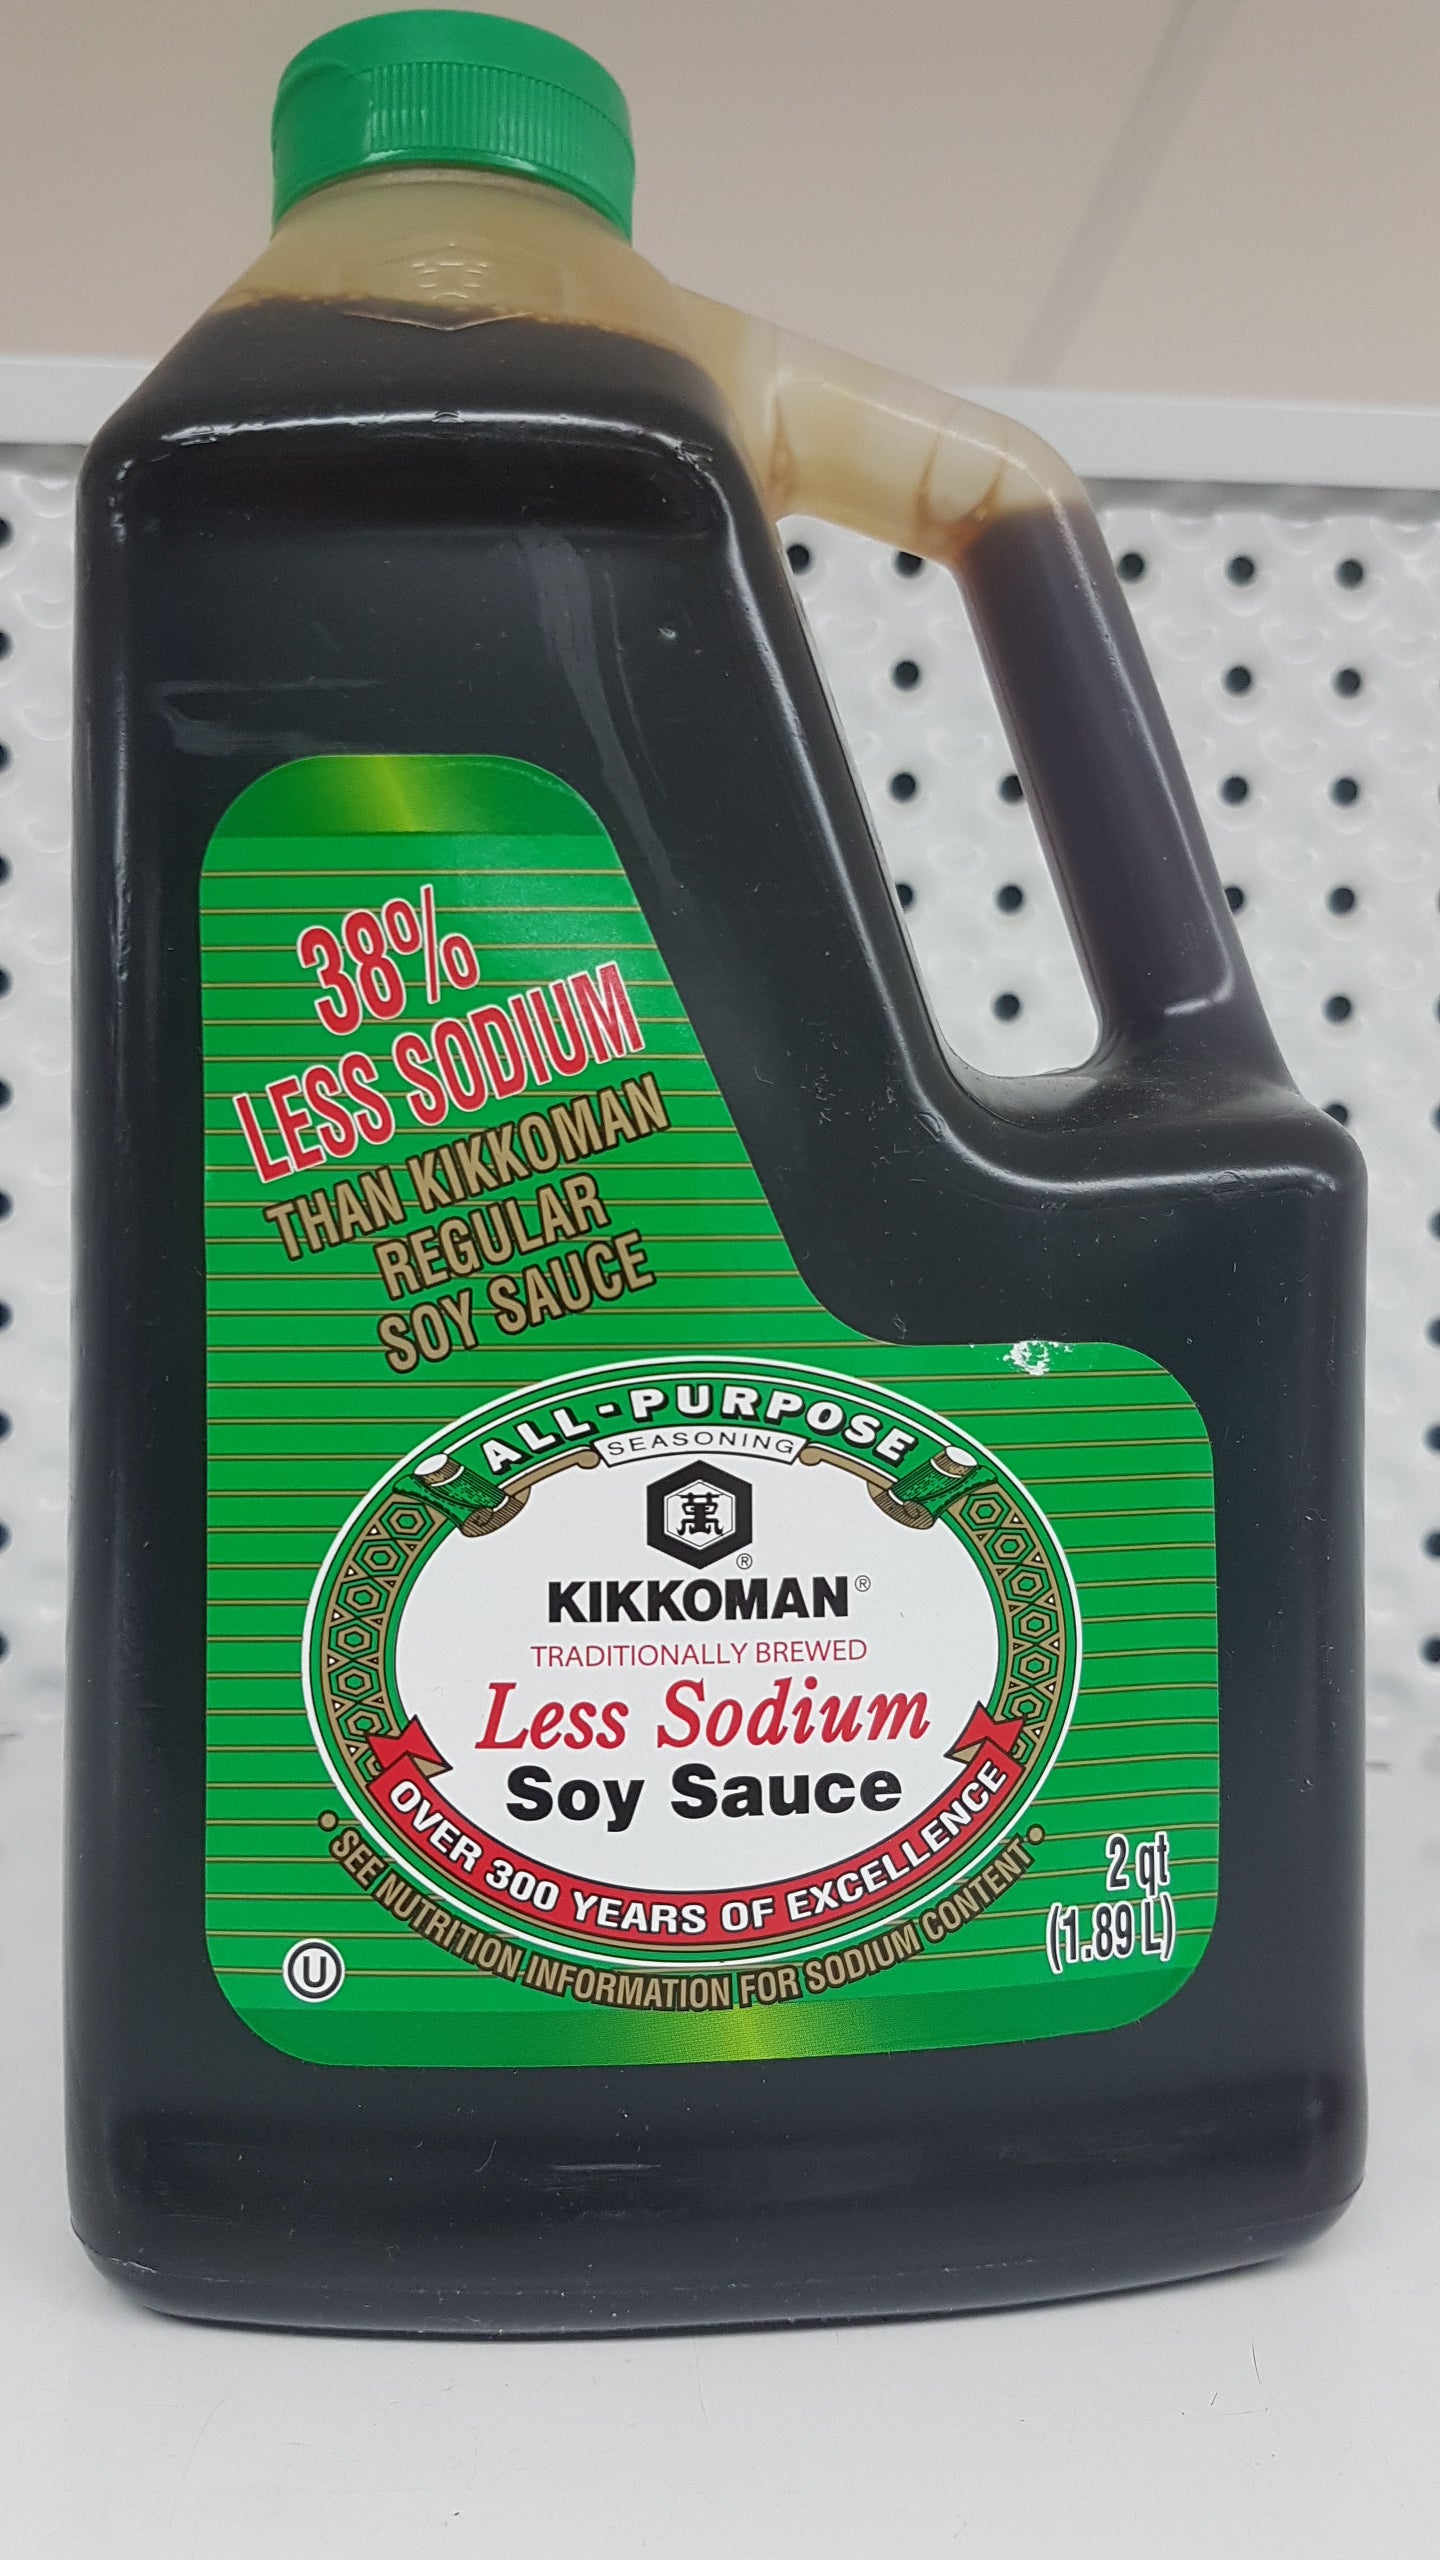 38%
LESS SODIUM
THAN KIKKOMAN
REGULAR
SOY SAUCE
ALL-PURPOSE
SEASONING
萬
®
KIKKOMAN®
TRADITIONALLY BREWED
Less Sodium
Soy Sauce
OVER 300 YEARS OF EXCELLENCE
• SEE NUTRITION INFORMATION FOR SODIUM CONTENT •
2 qt
(1.89 L)
U